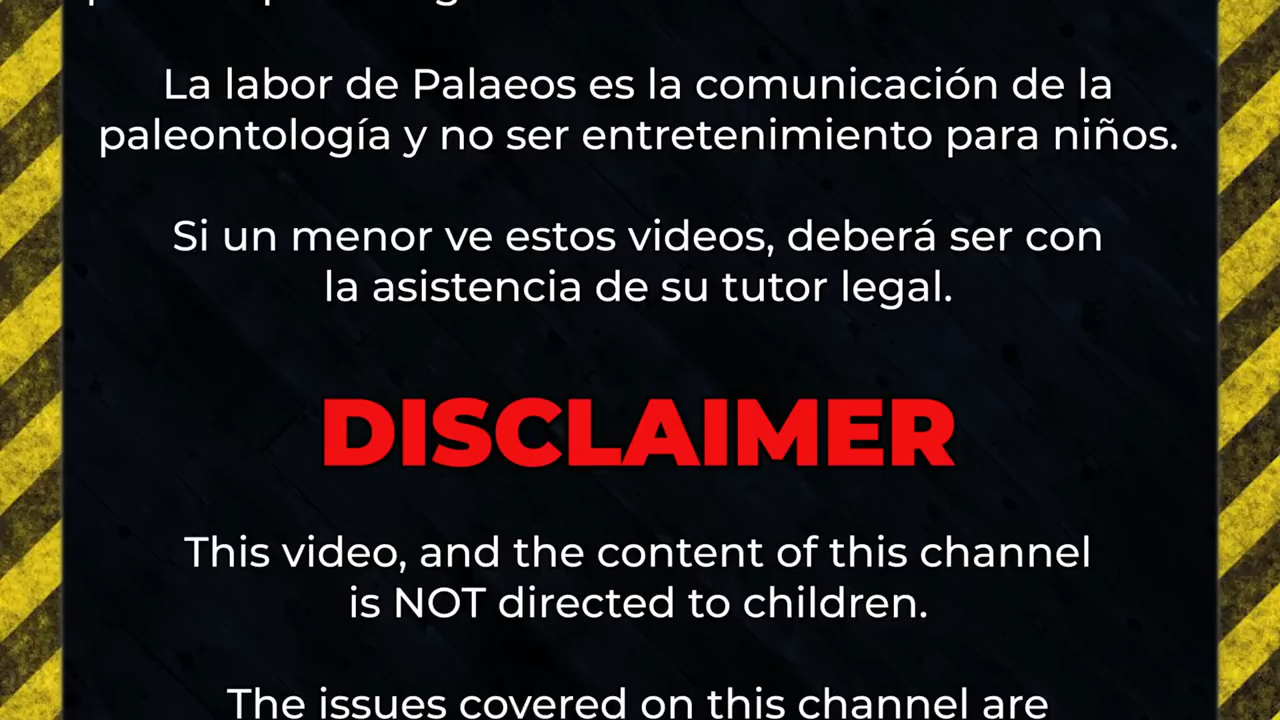 La labor de Palaeos es la comunicación de la
paleontología y no ser entretenimiento para niños.
Si un menor ve estos videos, deberá ser con
la asistencia de su tutor legal.
DISCLAIMER
This video, and the content of this channel
is NOT directed to children.
The issues covered on this channel are